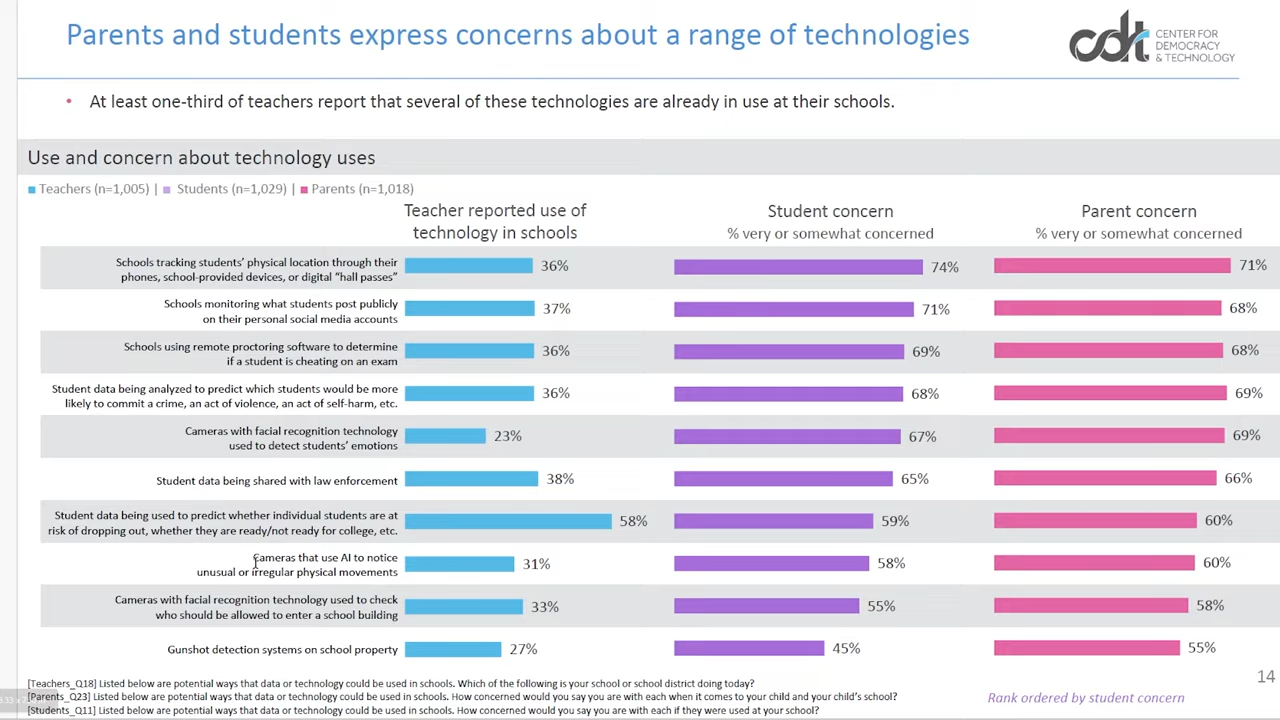 Parents and students express concerns about a range of technologies
cdt
CENTER FOR
DEMOCRACY
& TECHNOLOGY
• At least one-third of teachers report that several of these technologies are already in use at their schools.
Use and concern about technology uses
Teachers (n=1,005) | Students (n=1,029) | Parents (n=1,018)
Teacher reported use of
technology in schools
Student concern
% very or somewhat concerned
Parent concern
% very or somewhat concerned
Schools tracking students’ physical location through their
phones, school-provided devices, or digital “hall passes”
36% 74% 71%
Schools monitoring what students post publicly
on their personal social media accounts
37% 71% 68%
Schools using remote proctoring software to determine
if a student is cheating on an exam
36% 69% 68%
Student data being analyzed to predict which students would be more
likely to commit a crime, an act of violence, an act of self-harm, etc.
36% 68% 69%
Cameras with facial recognition technology
used to detect students’ emotions
23% 67% 69%
Student data being shared with law enforcement
38% 65% 66%
Student data being used to predict whether individual students are at
risk of dropping out, whether they are ready/not ready for college, etc.
58% 59% 60%
Cameras that use AI to notice
unusual or irregular physical movements
31% 58% 60%
Cameras with facial recognition technology used to check
who should be allowed to enter a school building
33% 55% 58%
Gunshot detection systems on school property
27% 45% 55%
14
[Teachers_Q18] Listed below are potential ways that data or technology could be used in schools. Which of the following is your school or school district doing today?
[Parents_Q23] Listed below are potential ways that data or technology could be used in schools. How concerned would you say you are with each when it comes to your child and your child’s school?
[Students_Q11] Listed below are potential ways that data or technology could be used in schools. How concerned would you say you are with each if they were used at your school?
Rank ordered by student concern